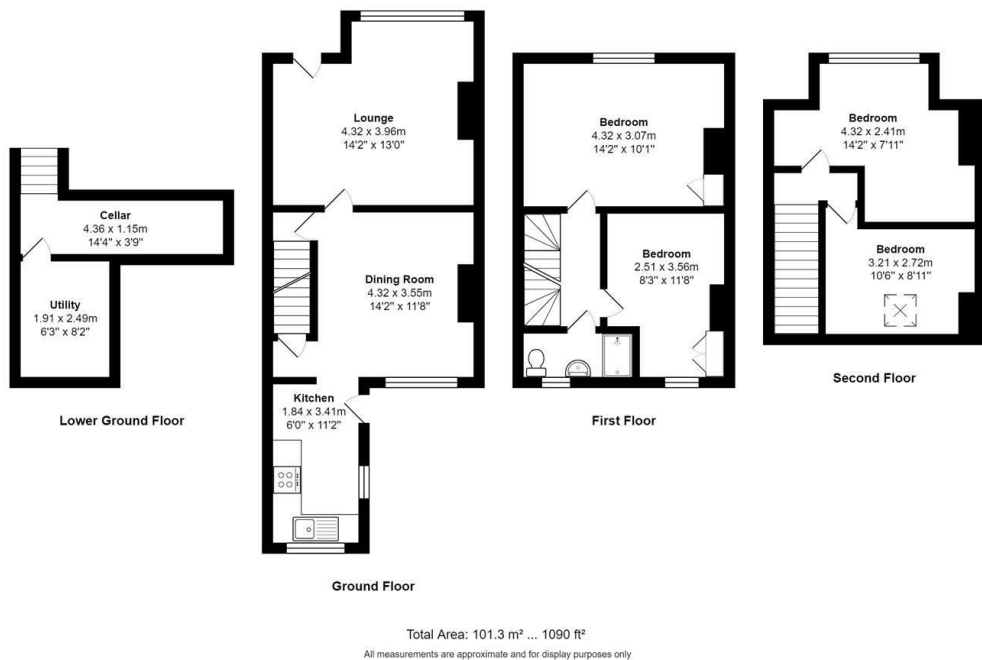 Cellar
4.36 x 1.15m
14'4" x 3'9"
Utility
1.91 x 2.49m
6'3" x 8'2"
Lower Ground Floor
Lounge
4.32 x 3.96m
14'2" x 13'0"
Dining Room
4.32 x 3.55m
14'2" x 11'8"
Kitchen
1.84 x 3.41m
6'0" x 11'2"
Ground Floor
Bedroom
4.32 x 3.07m
14'2" x 10'1"
Bedroom
2.51 x 3.56m
8'3" x 11'8"
First Floor
Bedroom
4.32 x 2.41m
14'2" x 7'11"
Bedroom
3.21 x 2.72m
10'6" x 8'11"
Second Floor
Total Area: 101.3 m² ... 1090 ft²
All measurements are approximate and for display purposes only